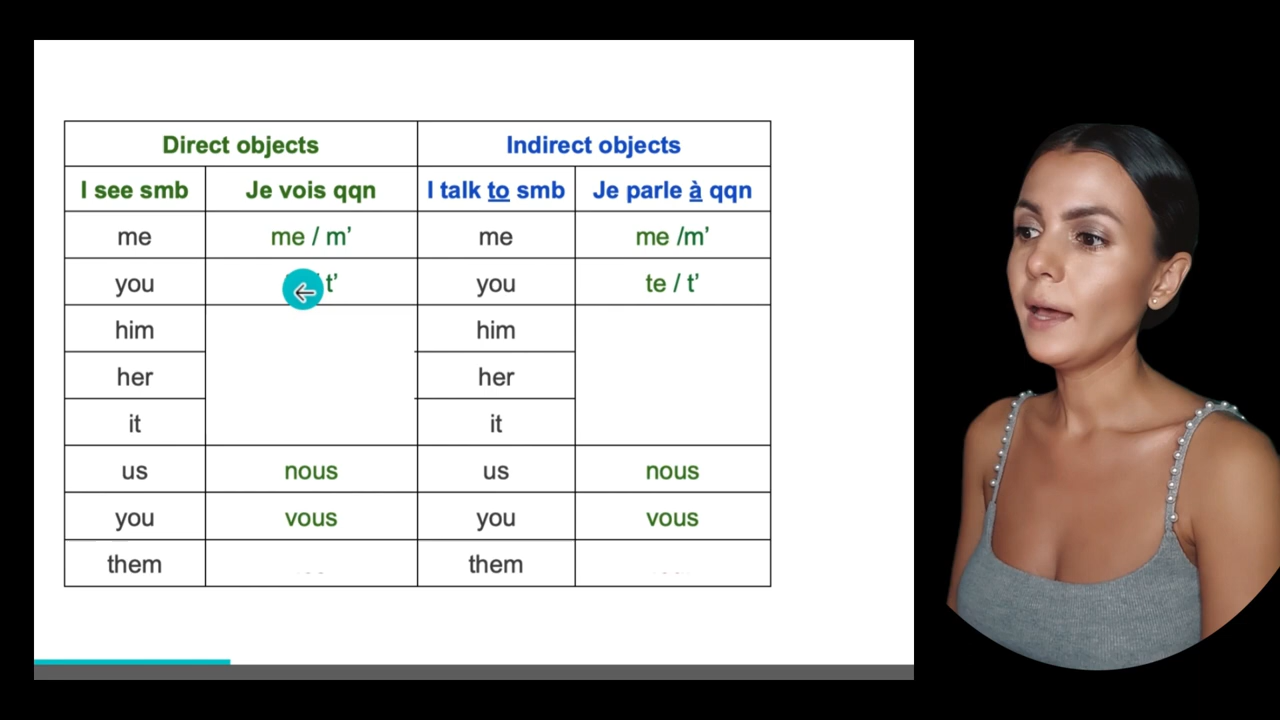 Direct objects Indirect objects
I see smb Je vois qqn I talk to smb Je parle à qqn
me me / m’ me me /m’
you t’ you te / t’
him him
her her
it it
us nous us nous
you vous you vous
them them